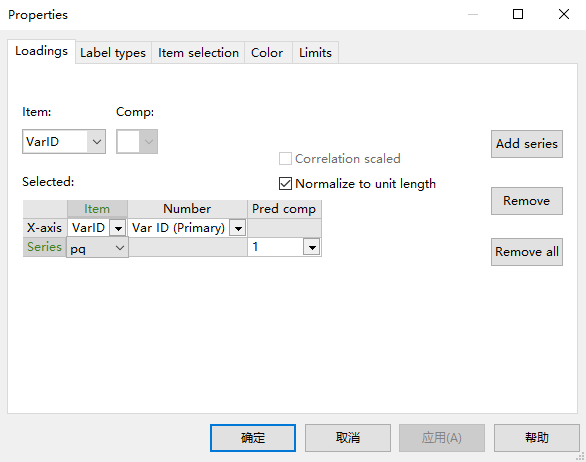 Properties
Loadings Label types Item selection Color Limits
Item: Comp:
VarID
Add series
Correlation scaled
Selected:
Normalize to unit length
Remove
Item Number Pred comp
X-axis VarID Var ID (Primary)
Series pq 1
Remove all
确定 取消 应用(A) 帮助